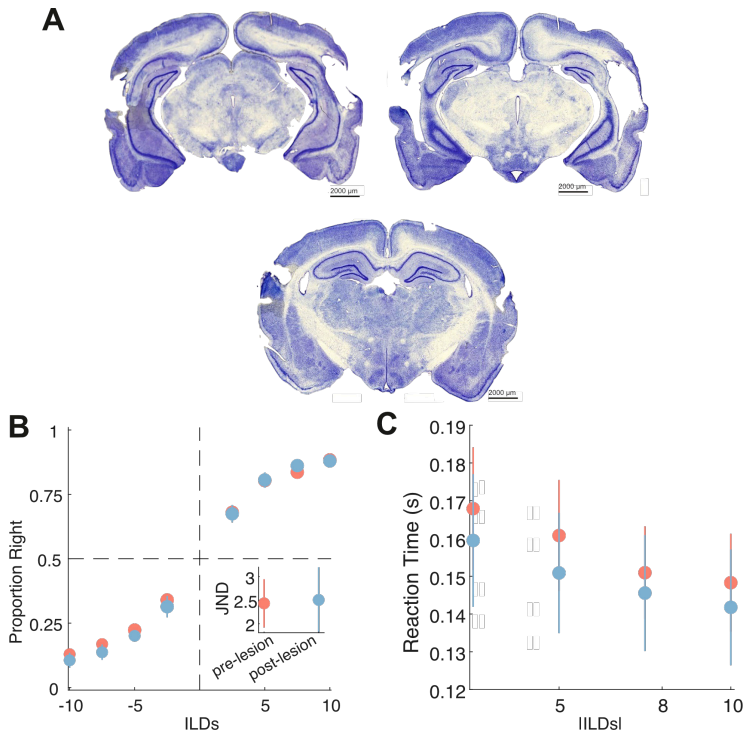 A
2000 µm
2000 µm
2000 µm
B
C
1
0.75
0.5
0.25
0
Proportion Right
-10
-5
5
10
ILDs
JND
3
2.5
2
pre-lesion
post-lesion
0.19
0.18
0.17
0.16
0.15
0.14
0.13
0.12
Reaction Time (s)
5
8
10
|ILDs|